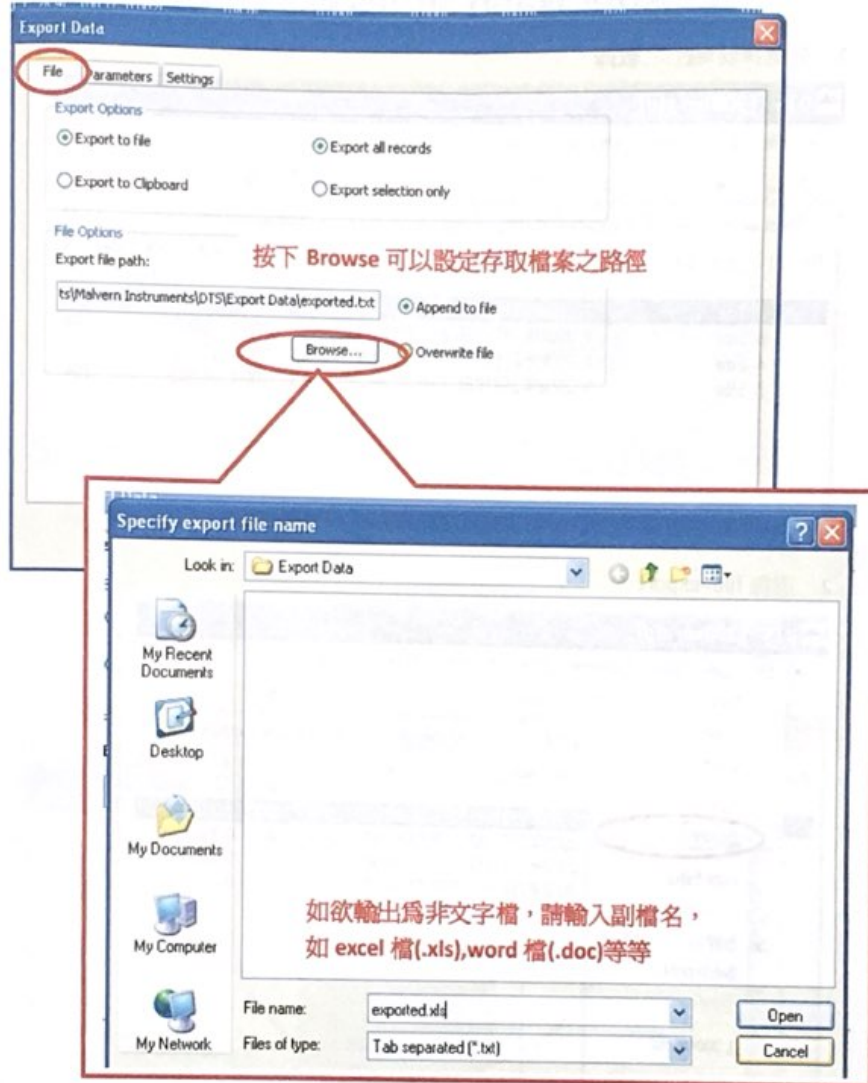 Export Data
File Parameters Settings
Export Options
Export to file Export all records
Export to Clipboard Export selection only
File Options
Export file path: 按下 Browse 可以設定存取檔案之路徑
ts\Malvern Instruments\DTS\Export Data\exported.txt Append to file
Browse... Overwrite file
Specify export file name
Look in: Export Data
My Recent
Documents
Desktop
My Documents
My Computer
My Network
如欲輸出爲非文字檔，請輸入副檔名，
如 excel 檔(.xls),word 檔(.doc)等等
File name: exported.xls Open
Files of type: Tab separated (*.txt) Cancel